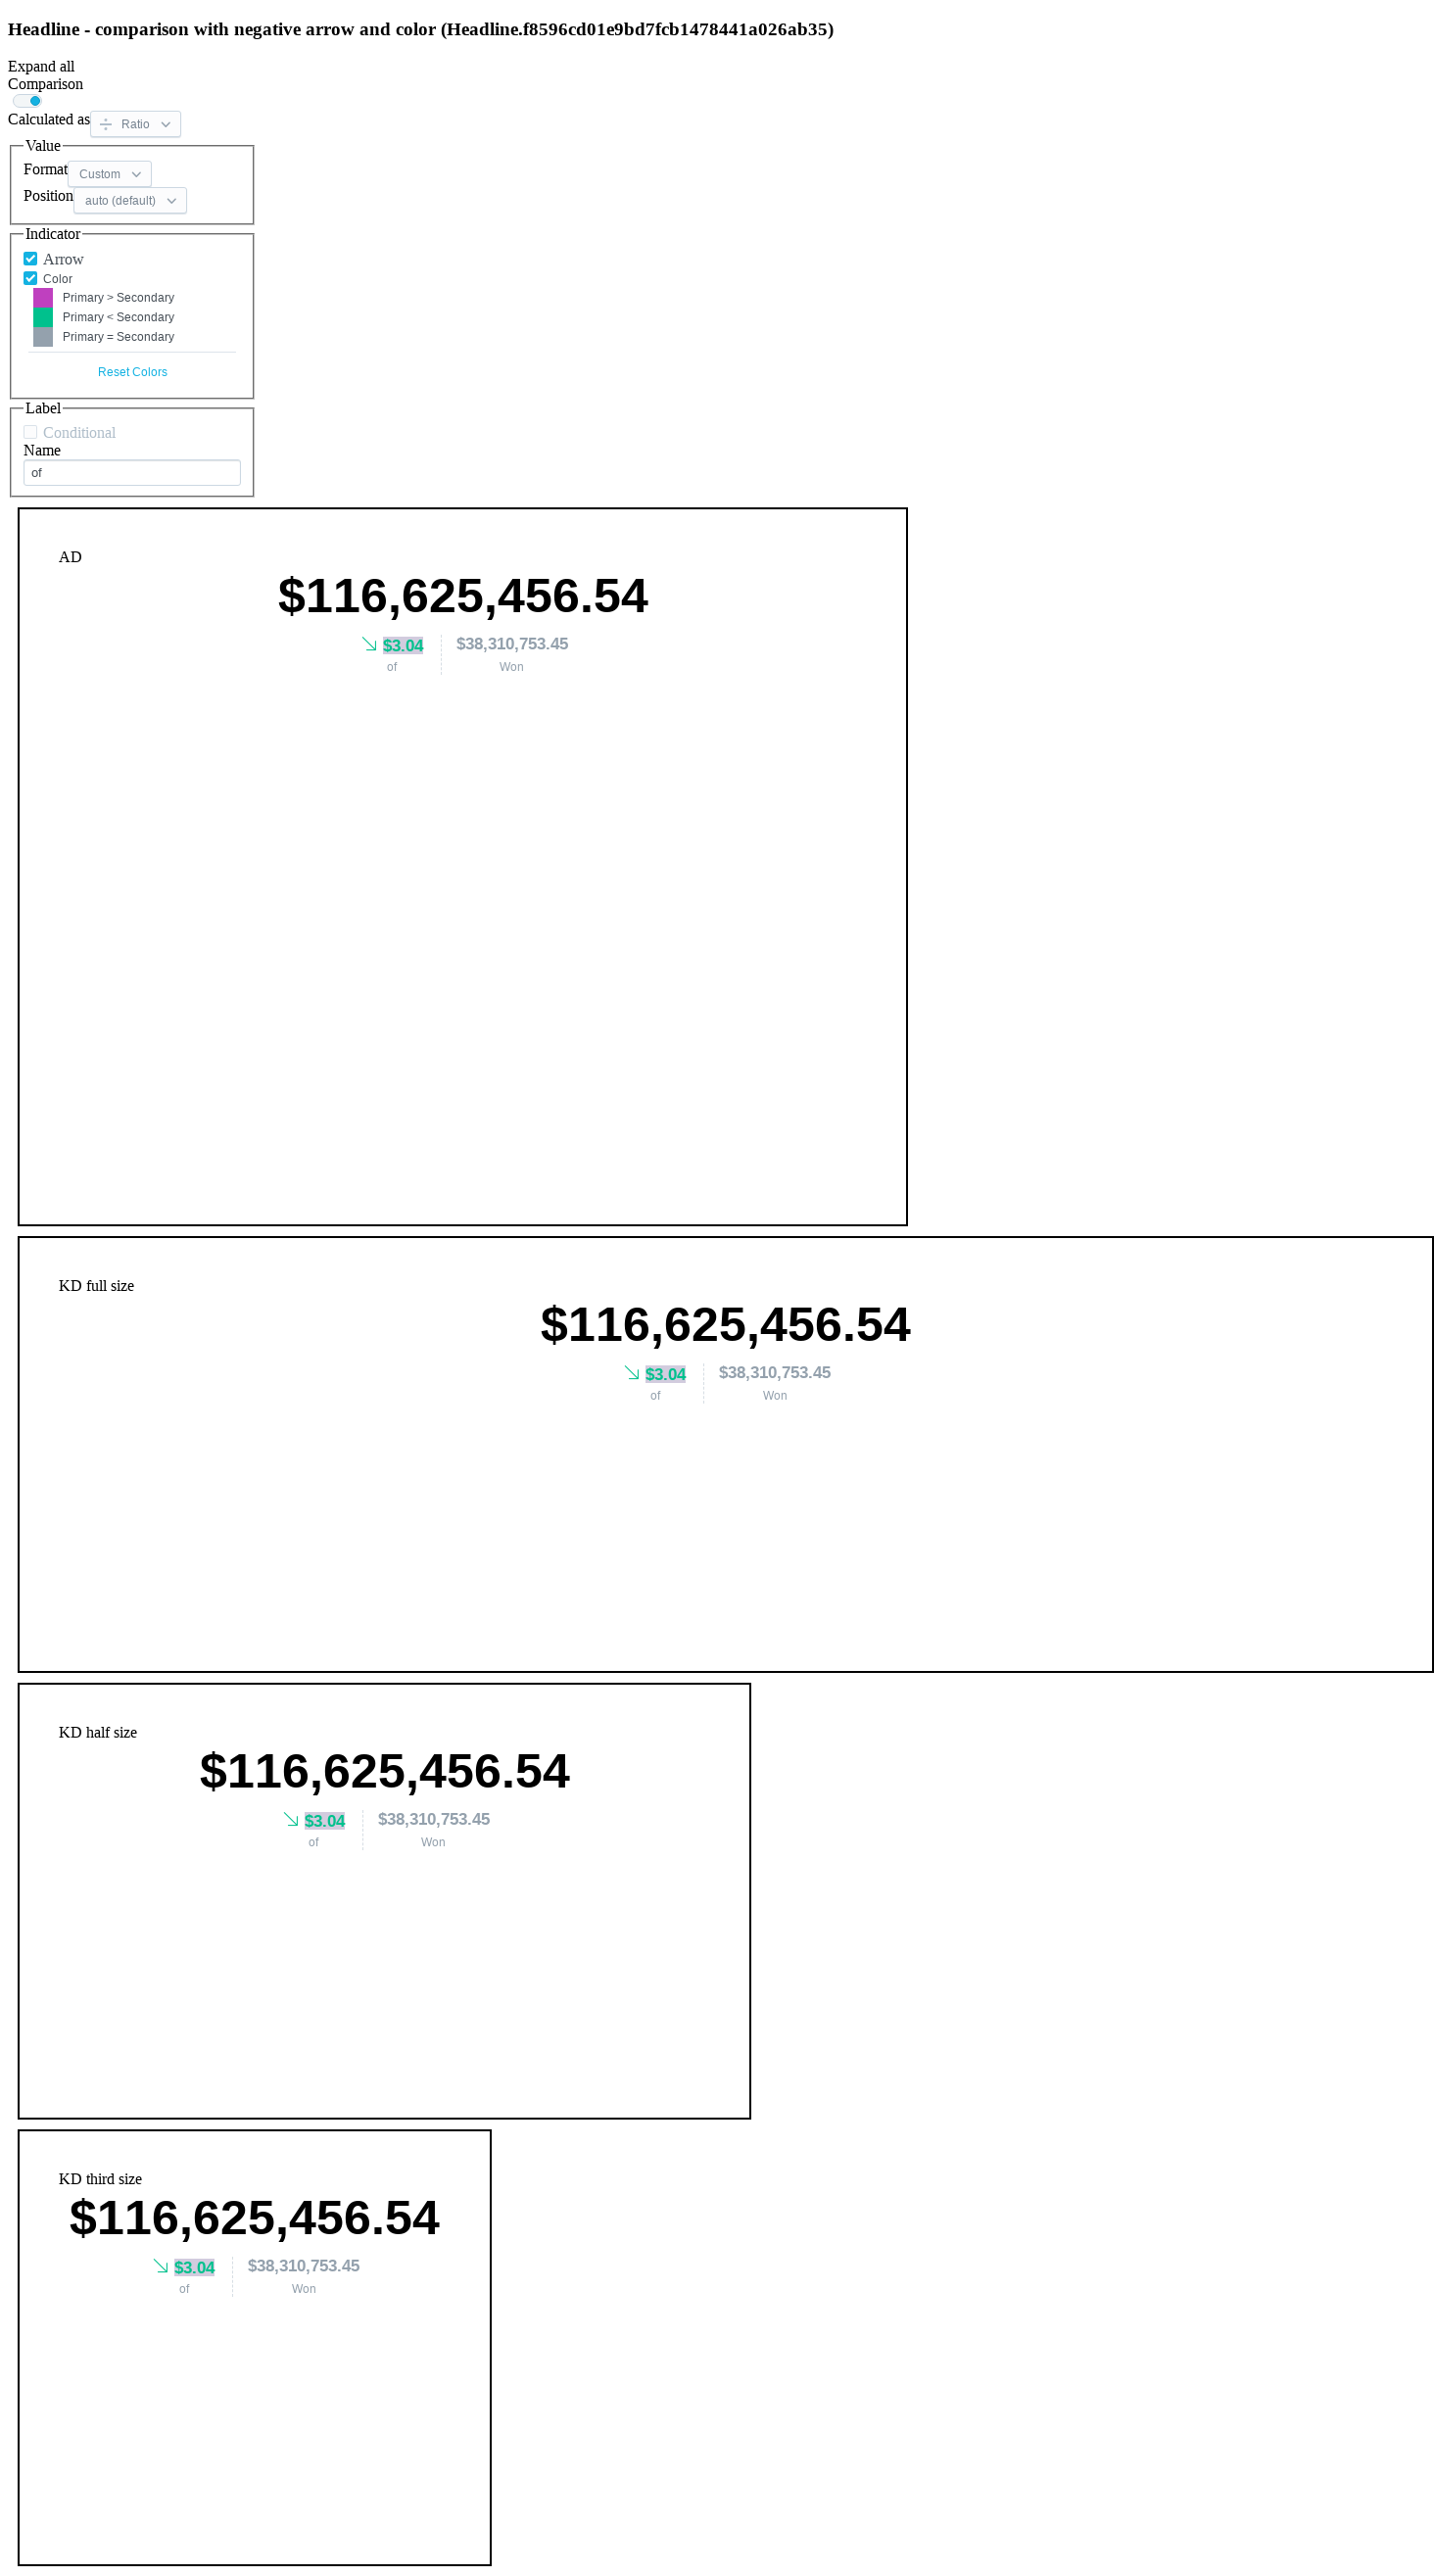 Headline - comparison with negative arrow and color (Headline.f8596cd01e9bd7fcb1478441a026ab35)
Expand all
Comparison
Calculated as Ratio
Value
Format Custom
Position auto (default)
Indicator
Arrow
Color
Primary > Secondary
Primary < Secondary
Primary = Secondary
Reset Colors
Label
Conditional
Name
of
AD
$116,625,456.54
$3.04 $38,310,753.45
of Won
KD full size
$116,625,456.54
$3.04 $38,310,753.45
of Won
KD half size
$116,625,456.54
$3.04 $38,310,753.45
of Won
KD third size
$116,625,456.54
$3.04 $38,310,753.45
of Won